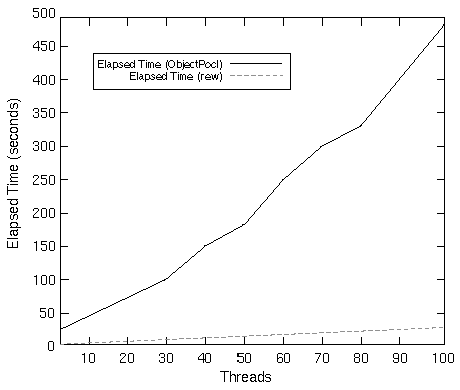 500
450
400
350
300
250
200
150
100
50
0
Elapsed Time (seconds)
Elapsed Time (ObjectPool)
Elapsed Time (new)
10 20 30 40 50 60 70 80 90 100
Threads